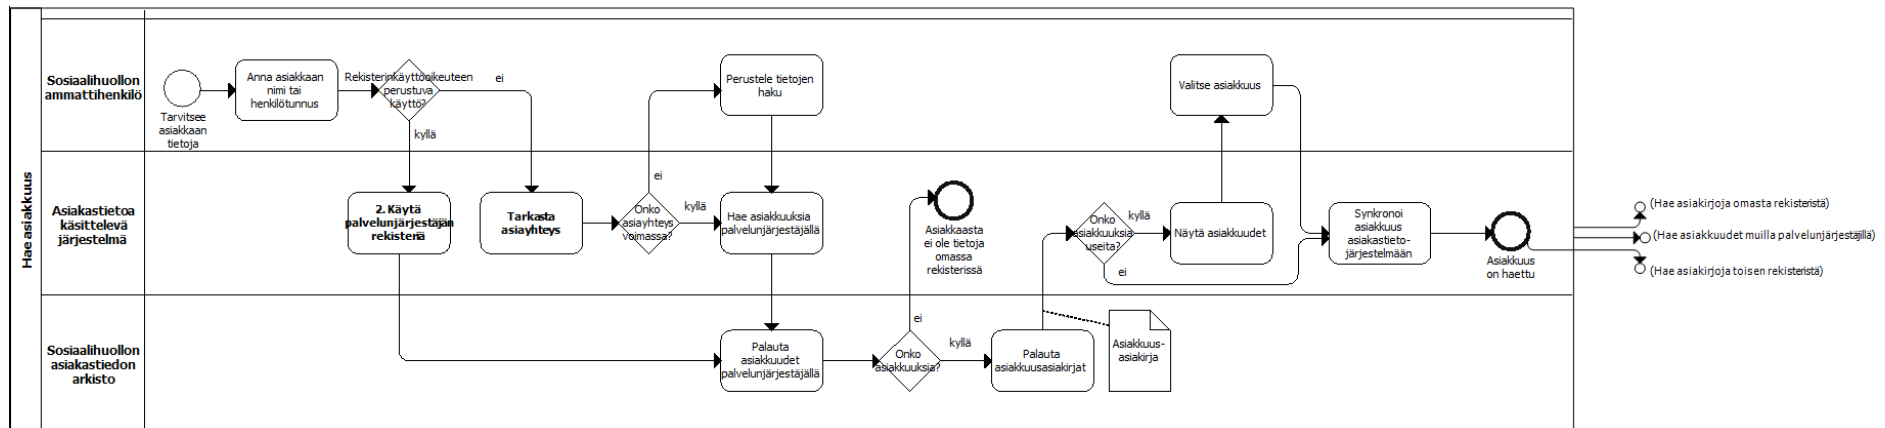 Hae asiakkuus
Sosiaalihuollon
ammattihenkilö
Tarvitsee
asiakkaan
tietoja
Anna asiakkaan
nimi tai
henkilötunnus
Rekisterinkäyttöoikeuteen
perustuva
käyttö?
ei
kyllä
Perustele tietojen
haku
Valitse asiakkuus
Asiakastietoa
käsittelevä
järjestelmä
2. Käytä
palvelunjärjestäjän
rekisteriä
Tarkasta
asiayhteys
Onko
asiayhteys
voimassa?
ei
kyllä
Hae asiakkuuksia
palvelunjärjestäjällä
Asiakkaasta
ei ole tietoja
omassa
rekisterissä
Onko
asiakkuuksia
useita?
kyllä
ei
Näytä asiakkuudet
Synkronoi
asiakkuus
asiakastieto-
järjestelmään
Asiakkuus
on haettu
(Hae asiakirjoja omasta rekisteristä)
(Hae asiakkuudet muilla palvelunjärjestäjillä)
(Hae asiakirjoja toisen rekisteristä)
Sosiaalihuollon
asiakastiedon
arkisto
Palauta
asiakkuudet
palvelunjärjestäjällä
Onko
asiakkuuksia?
ei
kyllä
Palauta
asiakkuusasiakirjat
Asiakkuus-
asiakirja